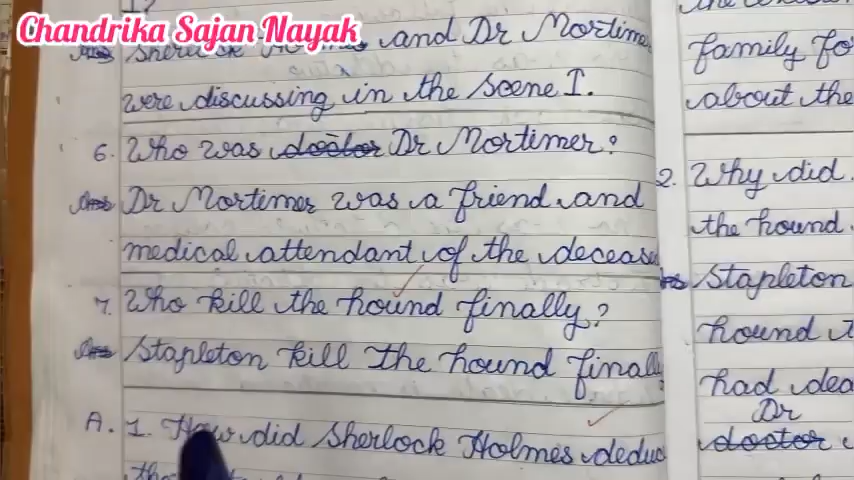 Chandrika Sajan Nayak
I?
Ans and Dr Mortime
were discussing in the scene I.
6. Who was doctor Dr Mortimer?
Ans Dr Mortimer was a friend and
medical attendant of the decease
7. Who kill the hound finally?
Ans Stapleton kill the hound finall
A. 1. How did Sherlock Holmes deduc
family fo
about the
2. Why did
the hound
Ans Stapleton
hound
had dea
Dr
doctor